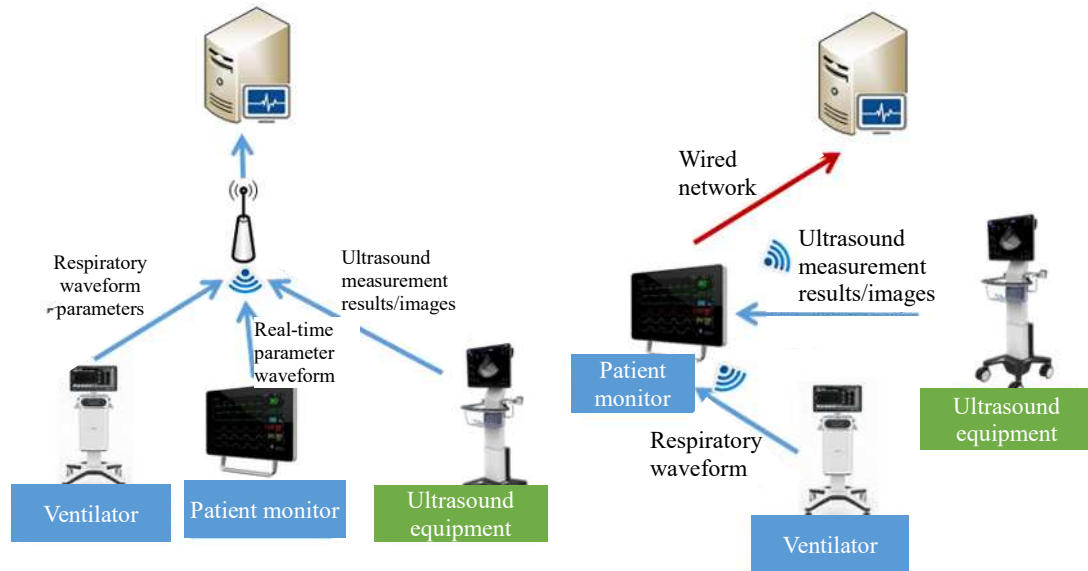 Respiratory
waveform
parameters
Ultrasound
measurement
results/images
Real-time
parameter
waveform
Ventilator
Patient monitor
Ultrasound
equipment
Wired
network
Ultrasound
measurement
results/images
Patient
monitor
Respiratory
waveform
Ultrasound
equipment
Ventilator